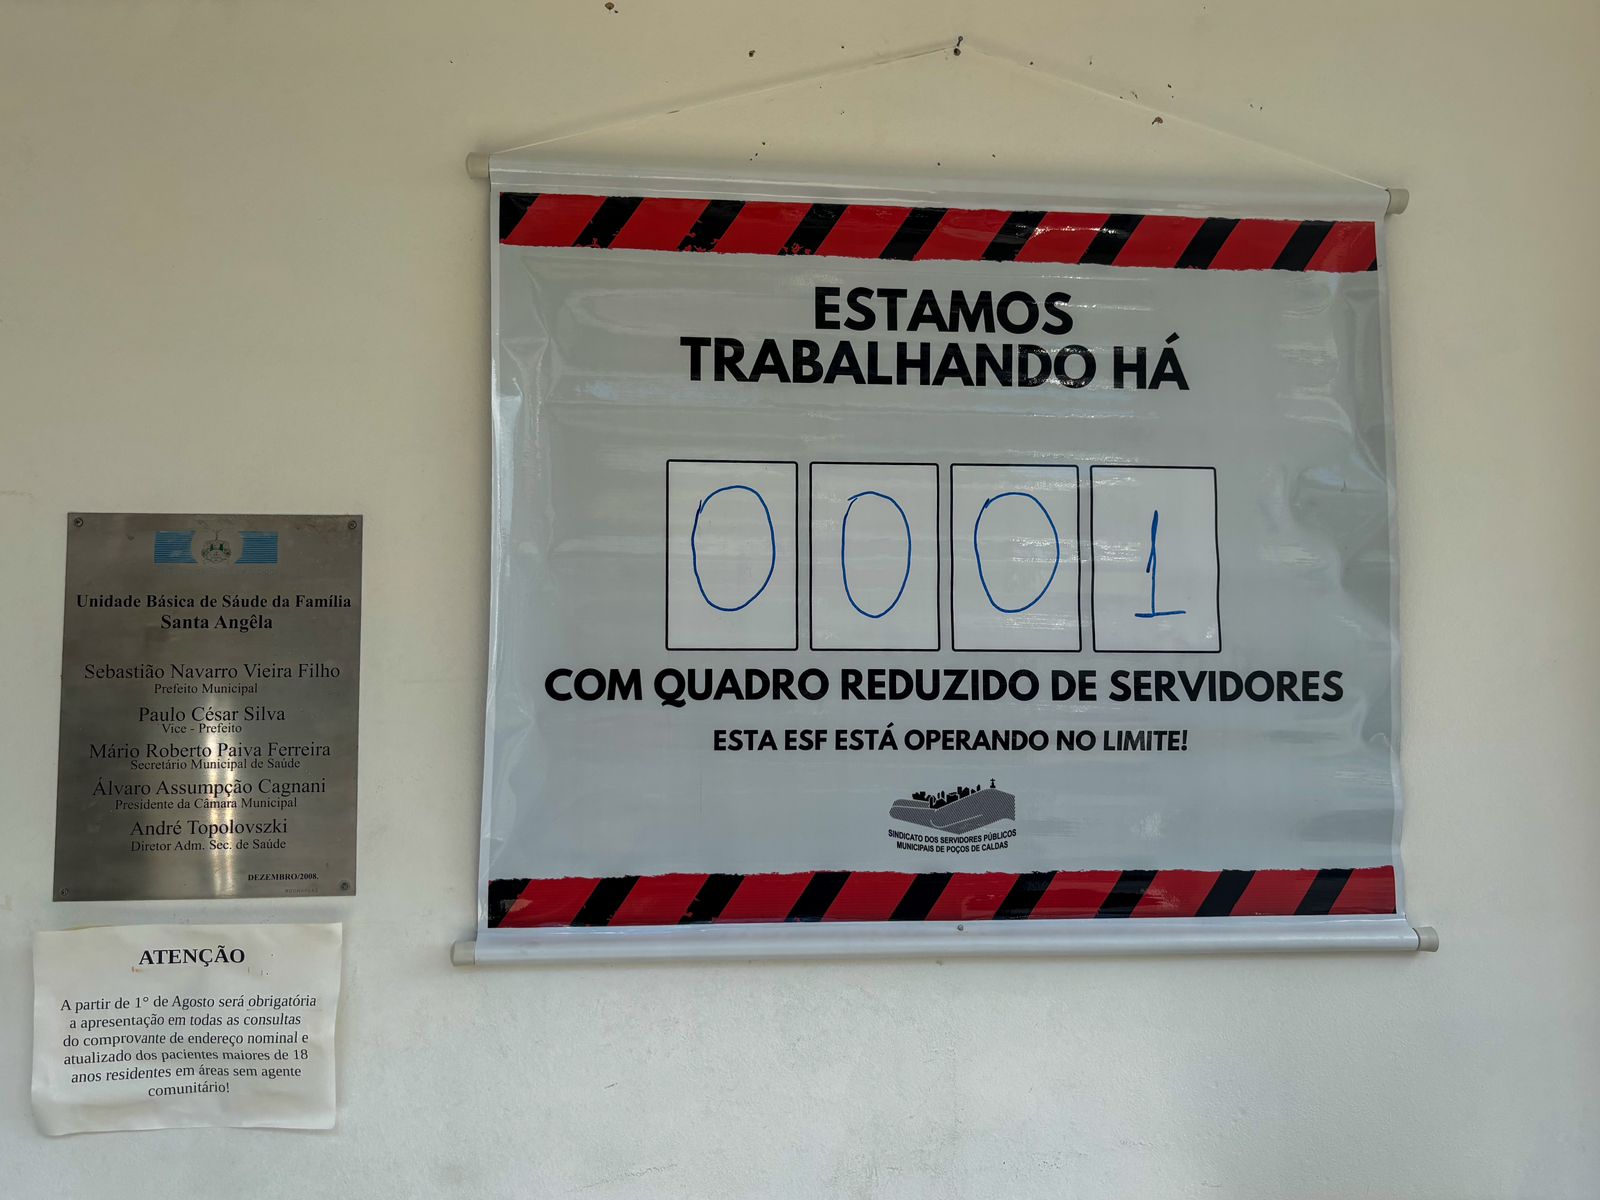 ESTAMOS
TRABALHANDO HÁ
0 0 0 1
COM QUADRO REDUZIDO DE SERVIDORES
ESTA ESF ESTÁ OPERANDO NO LIMITE!
SINDICATO DOS SERVIDORES PÚBLICOS
MUNICIPAIS DE POÇOS DE CALDAS
Unidade Básica de Sáude da Família
Santa Angêla
Sebastião Navarro Vieira Filho
Prefeito Municipal
Paulo César Silva
Vice - Prefeito
Mário Roberto Paiva Ferreira
Secretário Municipal de Saúde
Álvaro Assumpção Cagnani
Presidente da Câmara Municipal
André Topolovszki
Diretor Adm. Sec. de Saúde
DEZEMBRO/2008.
ATENÇÃO
A partir de 1° de Agosto será obrigatória
a apresentação em todas as consultas
do comprovante de endereço nominal e
atualizado dos pacientes maiores de 18
anos residentes em áreas sem agente
comunitário!